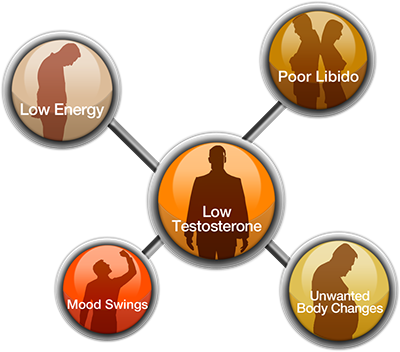 Low Energy
Poor Libido
Low
Testosterone
Mood Swings
Unwanted
Body Changes